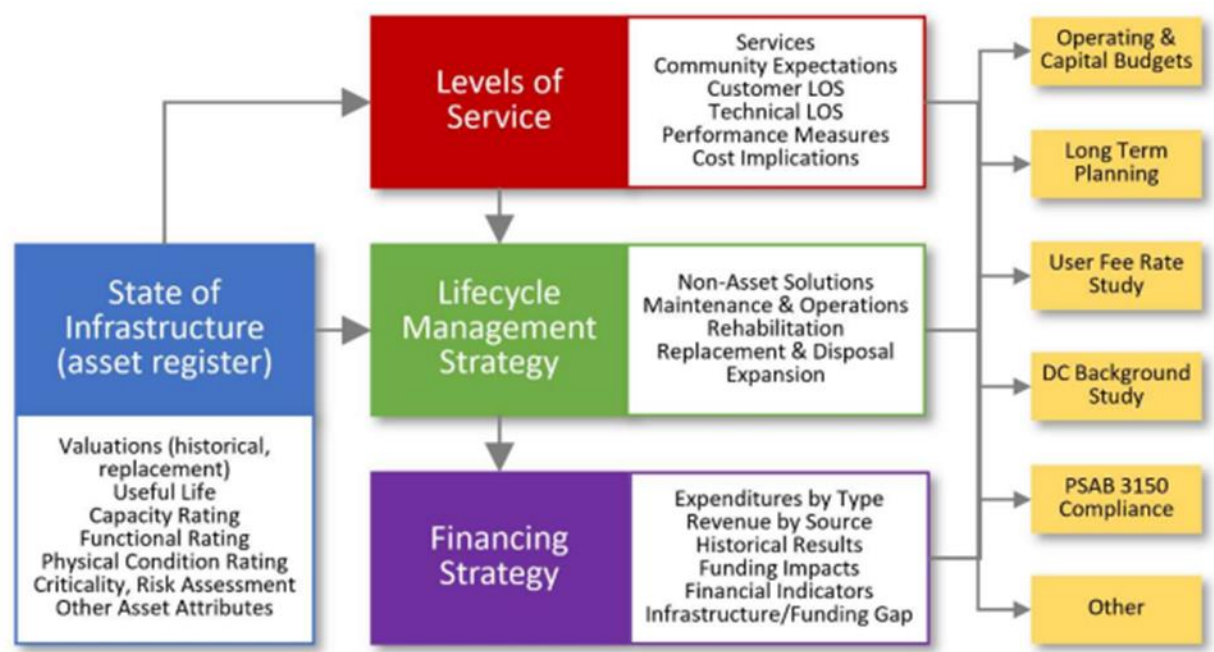 State of
Infrastructure
(asset register)
Valuations (historical,
replacement)
Useful Life
Capacity Rating
Functional Rating
Physical Condition Rating
Criticality, Risk Assessment
Other Asset Attributes
Levels of
Service
Services
Community Expectations
Customer LOS
Technical LOS
Performance Measures
Cost Implications
Lifecycle
Management
Strategy
Non-Asset Solutions
Maintenance & Operations
Rehabilitation
Replacement & Disposal
Expansion
Financing
Strategy
Expenditures by Type
Revenue by Source
Historical Results
Funding Impacts
Financial Indicators
Infrastructure/Funding Gap
Operating &
Capital Budgets
Long Term
Planning
User Fee Rate
Study
DC Background
Study
PSAB 3150
Compliance
Other